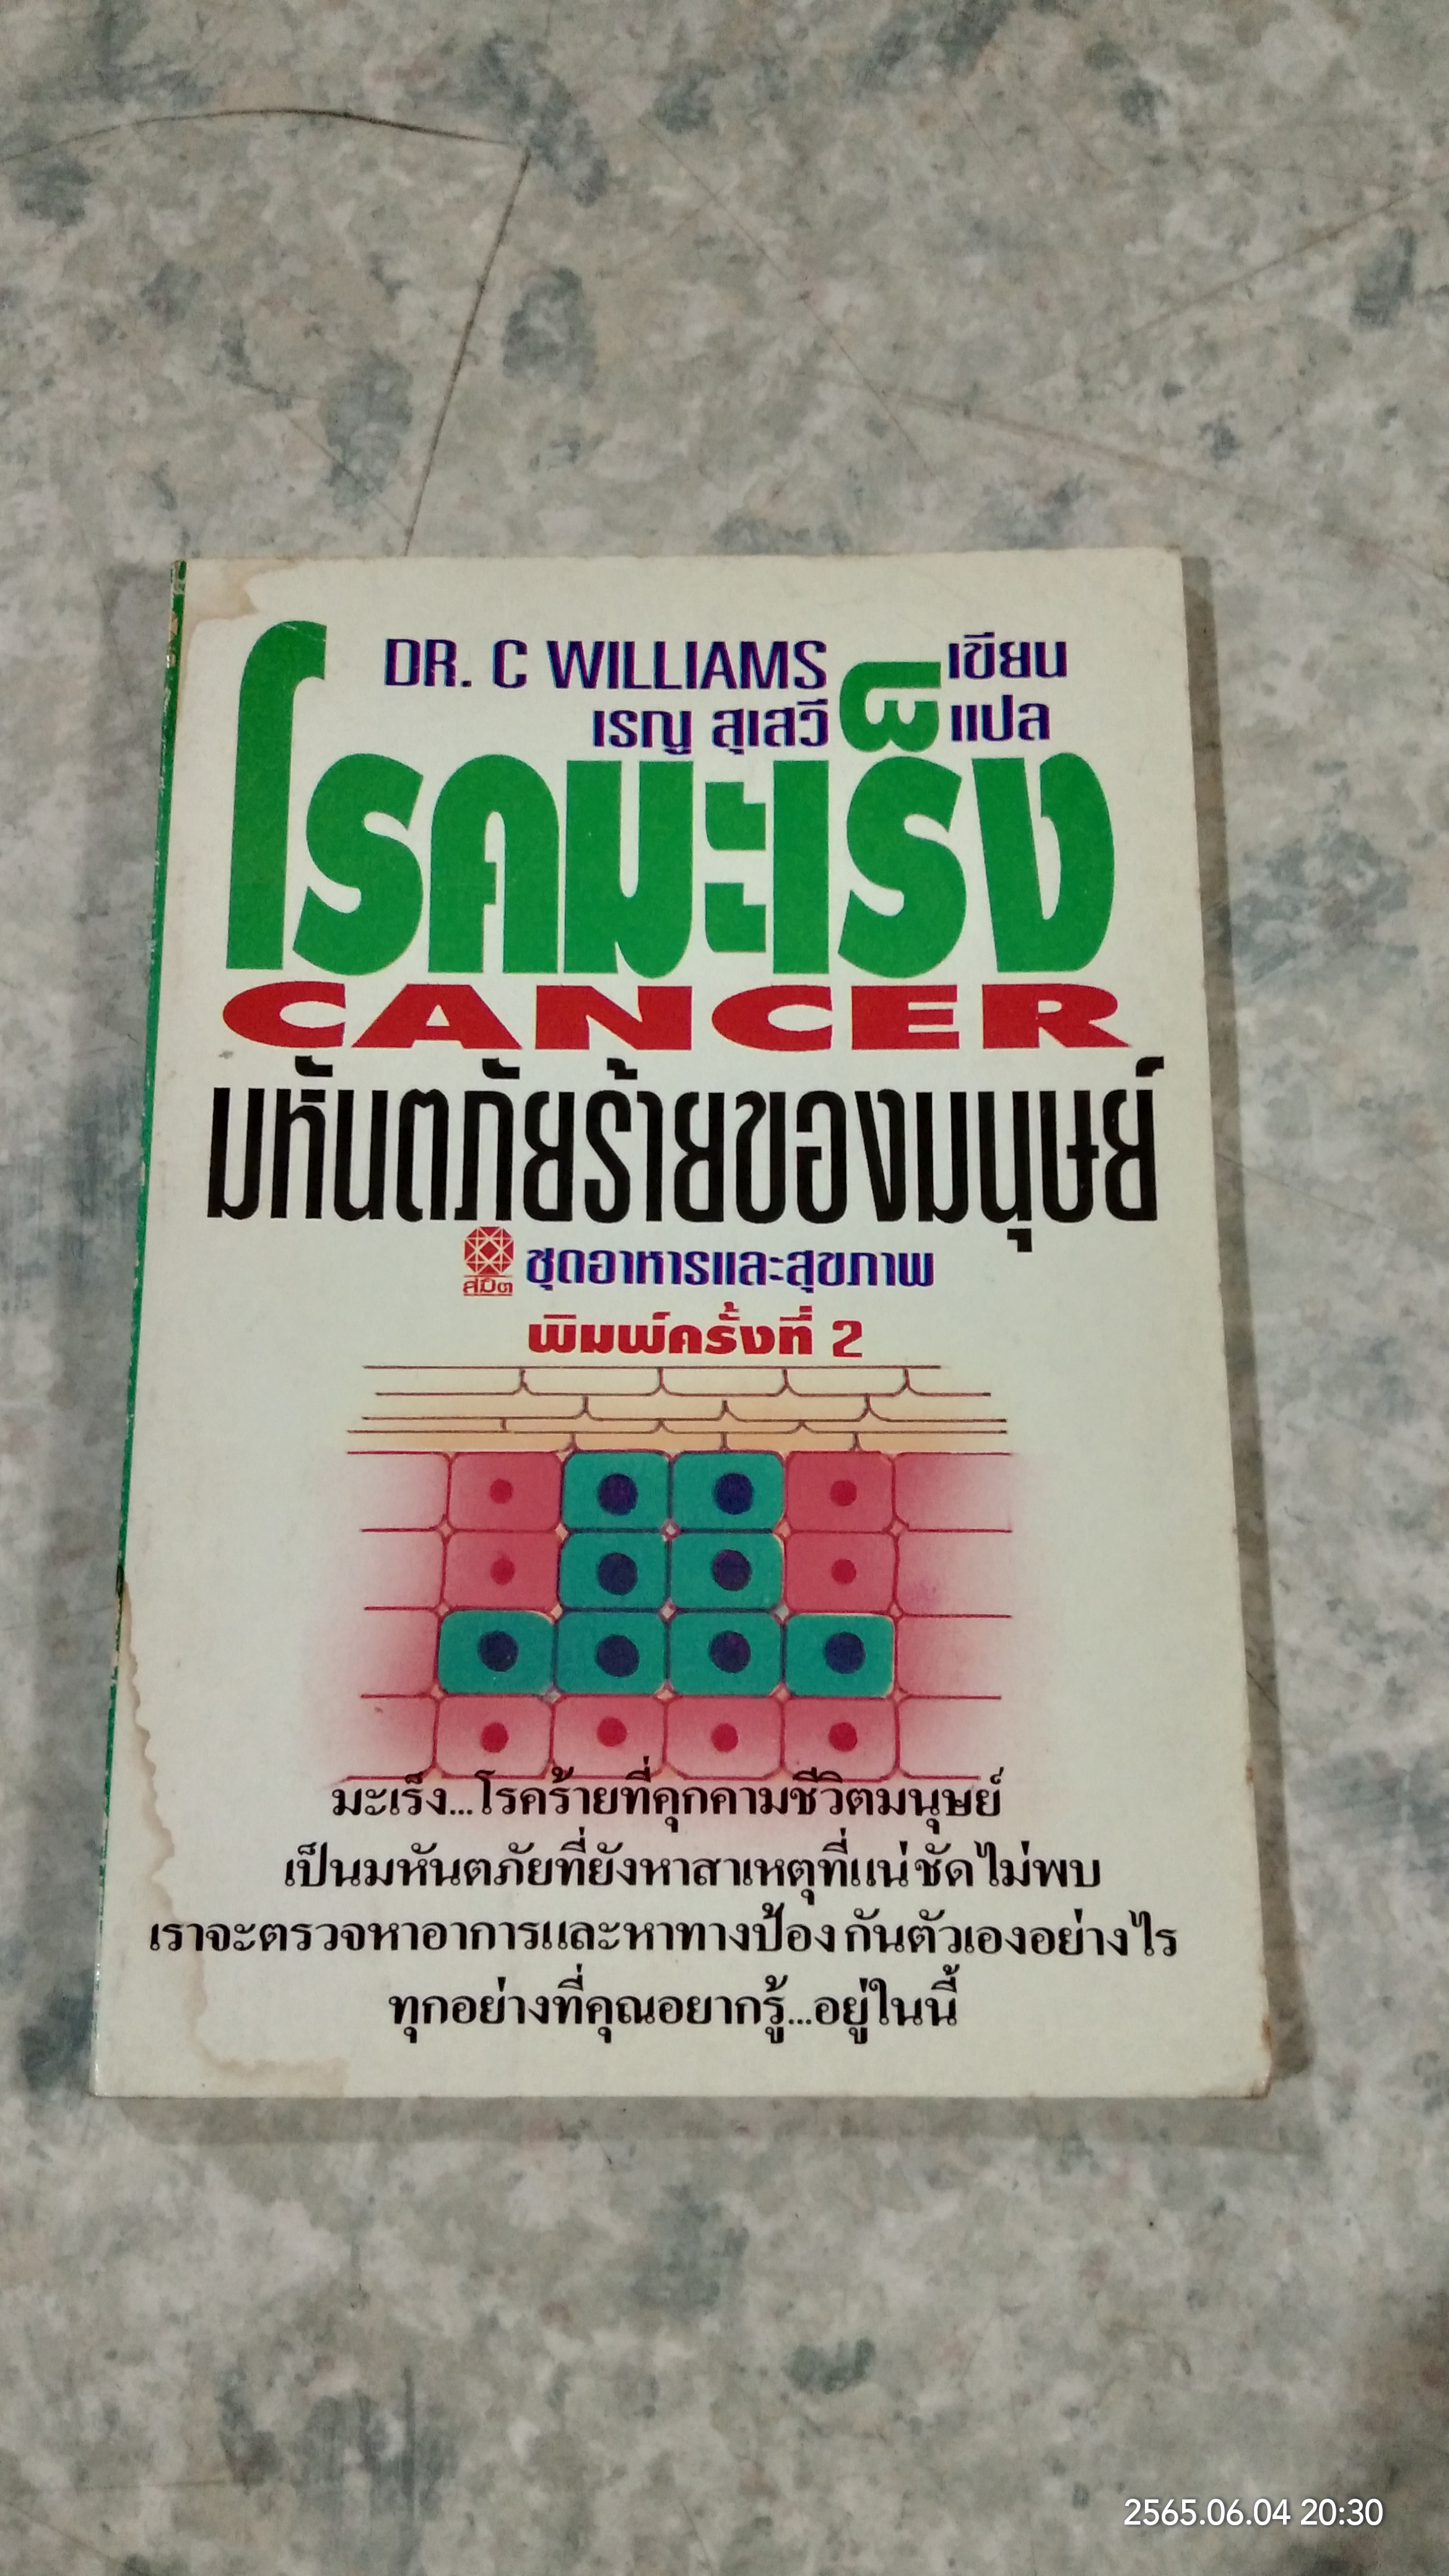 DR. C WILLIAMS เขียน
เรญ สุเสวี แปล
โรคมะเร็ง
CANCER
มหันตภัยร้ายของมนุษย์
สมิต ชุดอาหารและสุขภาพ
พิมพ์ครั้งที่ 2
มะเร็ง...โรคร้ายที่คุกคามชีวิตมนุษย์
เป็นมหันตภัยที่ยังหาสาเหตุที่แน่ชัดไม่พบ
เราจะตรวจหาอาการและหาทางป้องกันตัวเองอย่างไร
ทุกอย่างที่คุณอยากรู้...อยู่ในนี้
2565.06.04 20:30